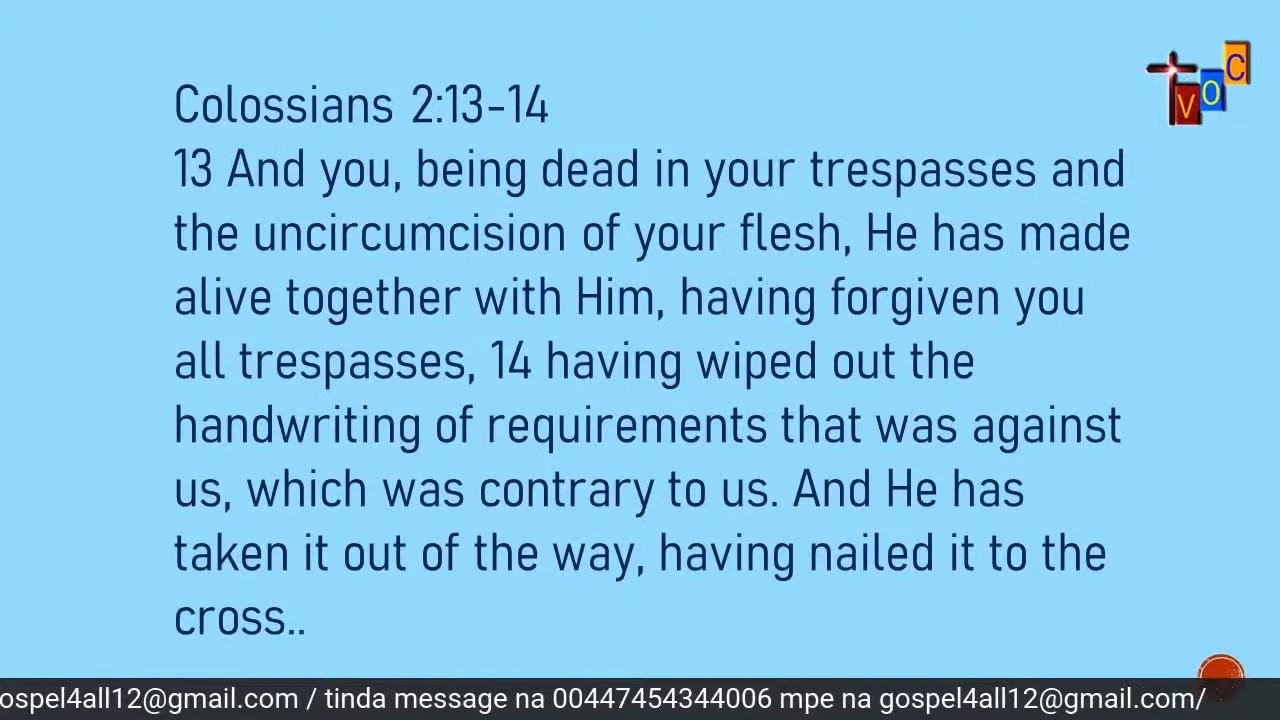 Colossians 2:13-14
13 And you, being dead in your trespasses and
the uncircumcision of your flesh, He has made
alive together with Him, having forgiven you
all trespasses, 14 having wiped out the
handwriting of requirements that was against
us, which was contrary to us. And He has
taken it out of the way, having nailed it to the
cross..
V O C
ospel4all12@gmail.com / tinda message na 00447454344006 mpe na gospel4all12@gmail.com/